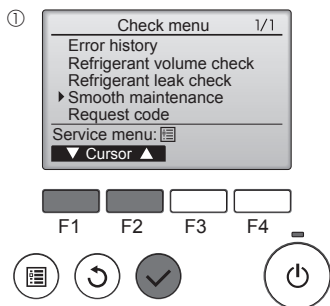 ①
Check menu 1/1
Error history
Refrigerant volume check
Refrigerant leak check
Smooth maintenance
Request code
Service menu:
▼ Cursor ▲
F1 F2 F3 F4